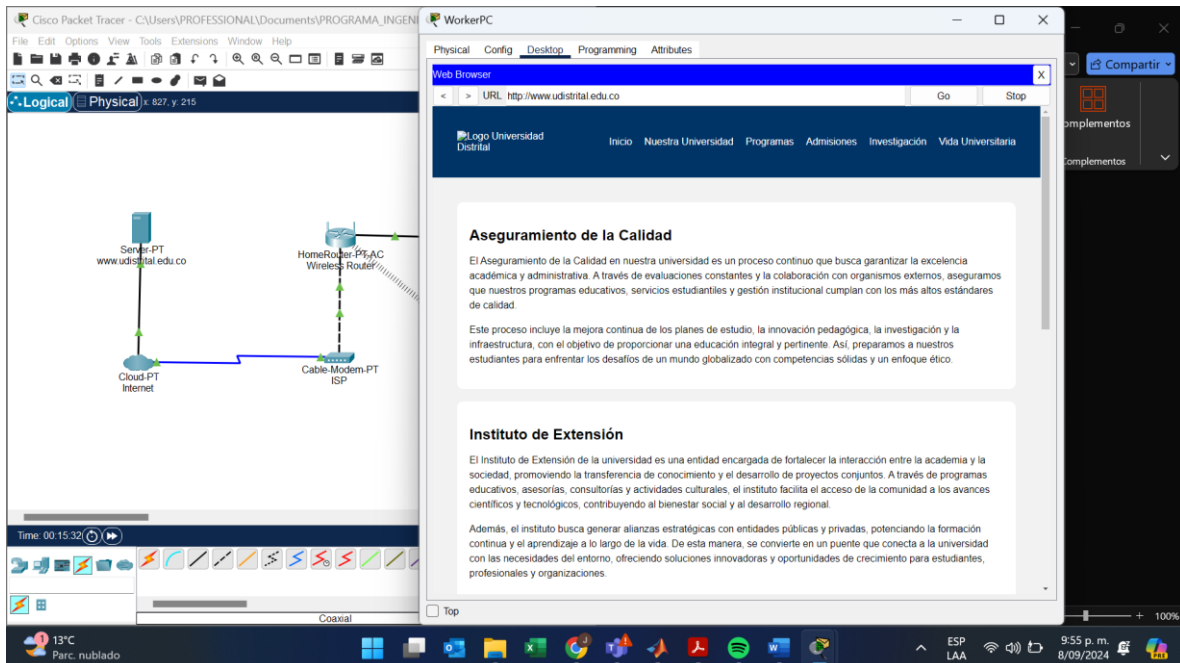 Cisco Packet Tracer - C:\Users\PROFESSIONAL\Documents\PROGRAMA_INGENI
File Edit Options View Tools Extensions Window Help
Logical Physical x: 827, y: 215
Server-PT
www.udistrital.edu.co
HomeRouter-PT-AC
Wireless Router
Cloud-PT
Internet
Cable-Modem-PT
ISP
Time: 00:15:32
Coaxial
WorkerPC
Physical Config Desktop Programming Attributes
Web Browser
X
< > URL http://www.udistrital.edu.co Go Stop
Logo Universidad
Distrital
Inicio Nuestra Universidad Programas Admisiones Investigación Vida Universitaria
Aseguramiento de la Calidad
El Aseguramiento de la Calidad en nuestra universidad es un proceso continuo que busca garantizar la excelencia
académica y administrativa. A través de evaluaciones constantes y la colaboración con organismos externos, aseguramos
que nuestros programas educativos, servicios estudiantiles y gestión institucional cumplan con los más altos estándares
de calidad.
Este proceso incluye la mejora continua de los planes de estudio, la innovación pedagógica, la investigación y la
infraestructura, con el objetivo de proporcionar una educación integral y pertinente. Así, preparamos a nuestros
estudiantes para enfrentar los desafíos de un mundo globalizado con competencias sólidas y un enfoque ético.
Instituto de Extensión
El Instituto de Extensión de la universidad es una entidad encargada de fortalecer la interacción entre la academia y la
sociedad, promoviendo la transferencia de conocimiento y el desarrollo de proyectos conjuntos. A través de programas
educativos, asesorías, consultorías y actividades culturales, el instituto facilita el acceso de la comunidad a los avances
científicos y tecnológicos, contribuyendo al bienestar social y al desarrollo regional.
Además, el instituto busca generar alianzas estratégicas con entidades públicas y privadas, potenciando la formación
continua y el aprendizaje a lo largo de la vida. De esta manera, se convierte en un puente que conecta a la universidad
con las necesidades del entorno, ofreciendo soluciones innovadoras y oportunidades de crecimiento para estudiantes,
profesionales y organizaciones.
Top
Compartir
omplementos
omplementos
100%
1
13°C
Parc. nublado
ESP
LAA
9:55 p. m.
8/09/2024
PRE